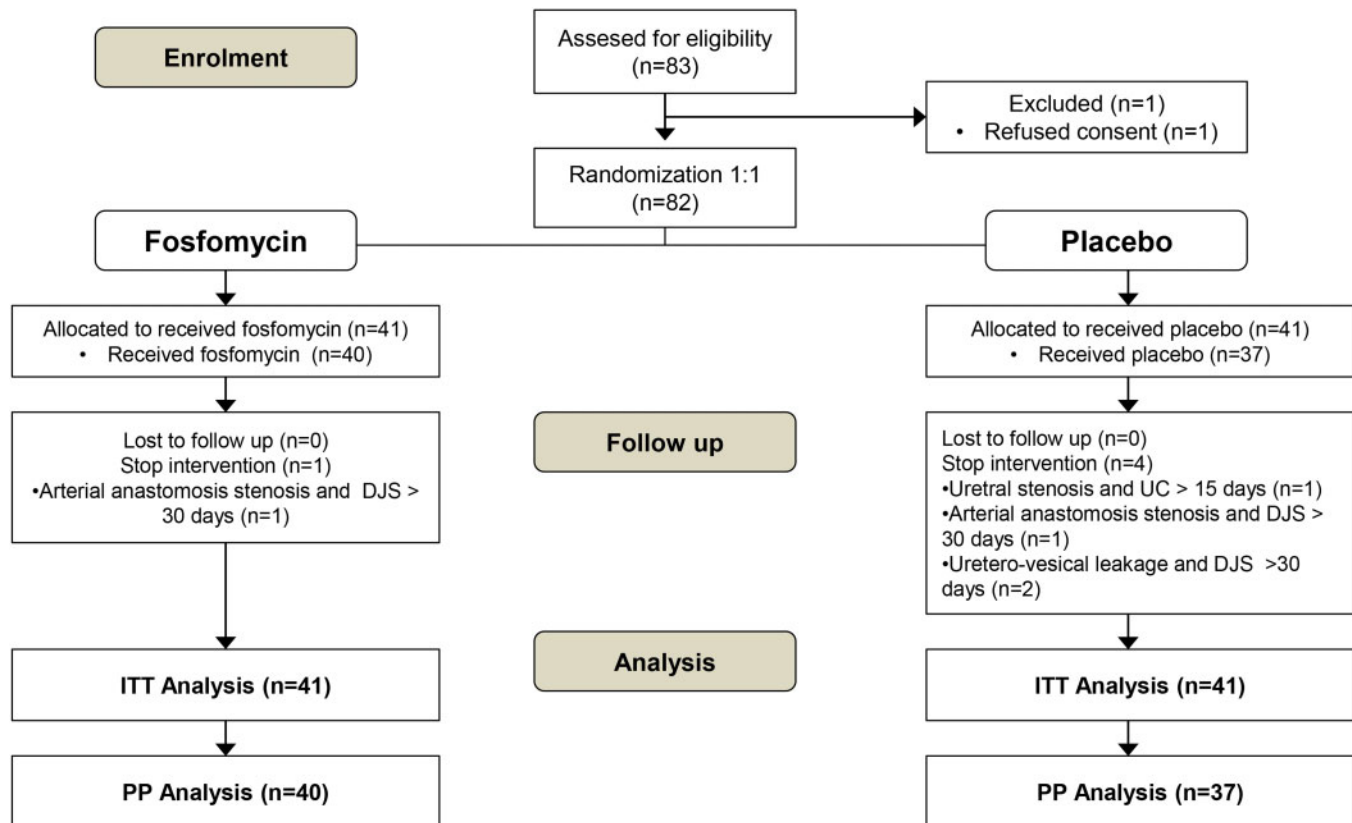 Enrolment
Assesed for eligibility
(n=83)
Excluded (n=1)
• Refused consent (n=1)
Randomization 1:1
(n=82)
Fosfomycin
Placebo
Allocated to received fosfomycin (n=41)
• Received fosfomycin (n=40)
Allocated to received placebo (n=41)
• Received placebo (n=37)
Lost to follow up (n=0)
Stop intervention (n=1)
•Arterial anastomosis stenosis and DJS >
30 days (n=1)
Follow up
Lost to follow up (n=0)
Stop intervention (n=4)
•Uretral stenosis and UC > 15 days (n=1)
•Arterial anastomosis stenosis and DJS >
30 days (n=1)
•Uretero-vesical leakage and DJS >30
days (n=2)
Analysis
ITT Analysis (n=41)
ITT Analysis (n=41)
PP Analysis (n=40)
PP Analysis (n=37)